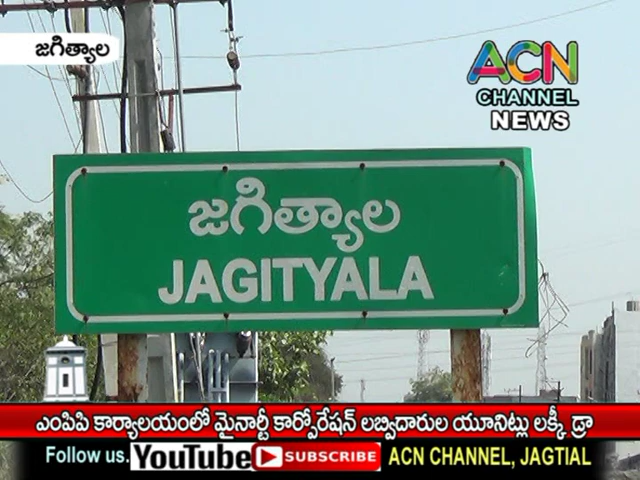 జగిత్యాల
ACN
CHANNEL
NEWS
జగిత్యాల
JAGITYALA
ఎంపిపి కార్యాలయంలో మైనార్టీ కార్పోరేషన్ లబ్విదారుల యూనిట్లు లక్కీ డ్రా
Follow us. YouTube SUBSCRIBE ACN CHANNEL, JAGTIAL